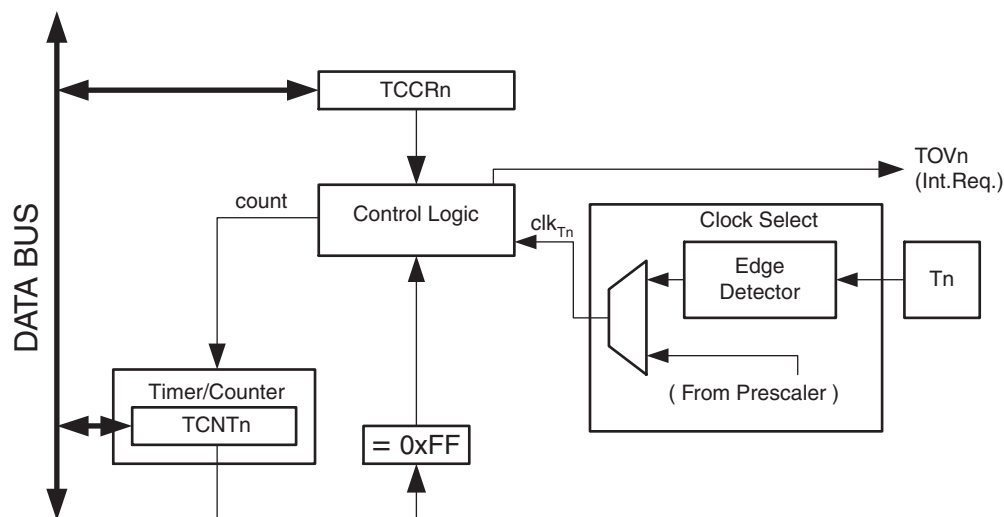 TCCRn
TOVn
(Int.Req.)
count
Control Logic
clkTn
Clock Select
Edge
Detector
Tn
DATA BUS
Timer/Counter
TCNTn
( From Prescaler )
= 0xFF